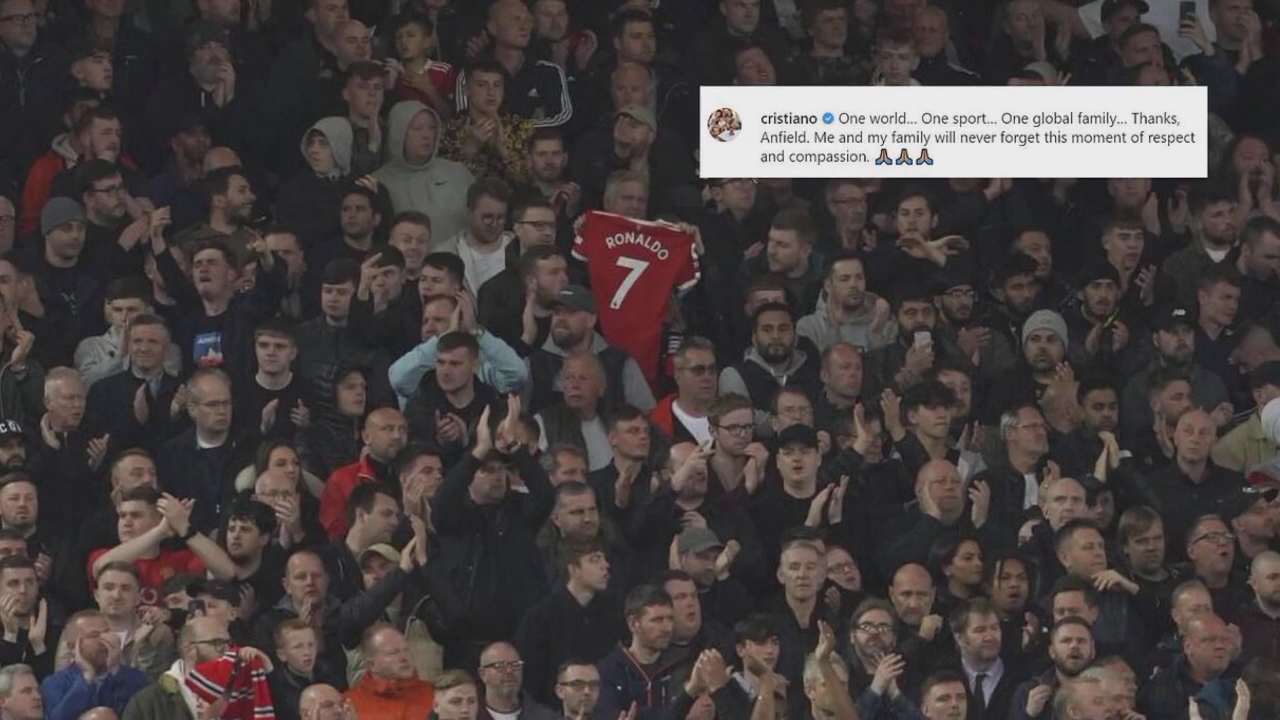 cristiano One world... One sport... One global family... Thanks,
Anfield. Me and my family will never forget this moment of respect
and compassion. 🙏🏽🙏🏽🙏🏽
RONALDO
7